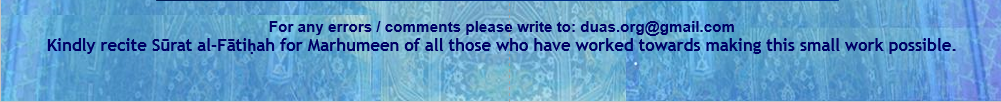 For any errors / comments please write to: duas.org@gmail.com
Kindly recite Sūrat al-Fātiḥah for Marhumeen of all those who have worked towards making this small work possible.